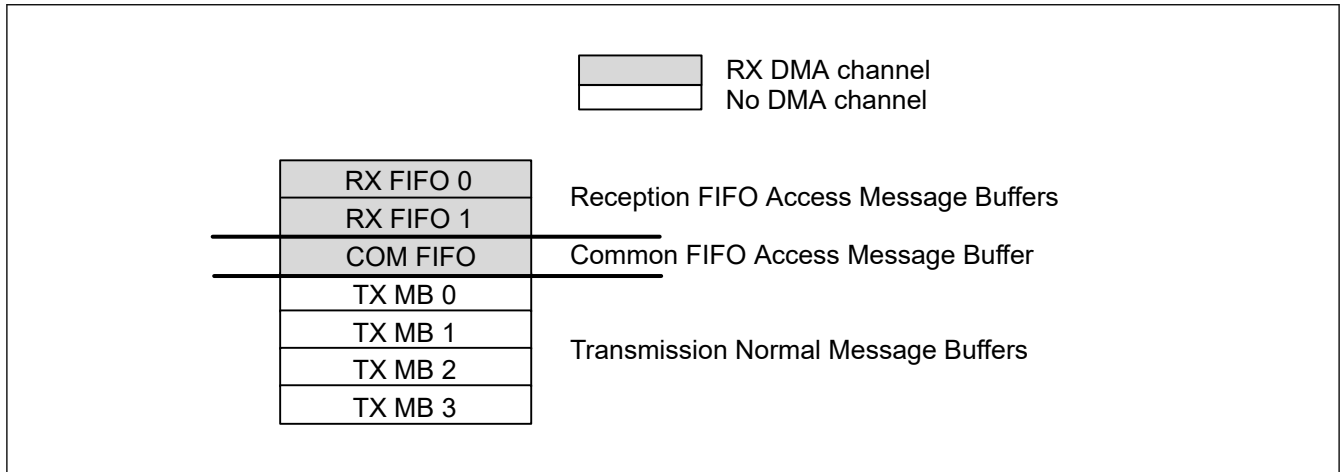 RX DMA channel
No DMA channel
RX FIFO 0
RX FIFO 1
Reception FIFO Access Message Buffers
COM FIFO
Common FIFO Access Message Buffer
TX MB 0
TX MB 1
TX MB 2
TX MB 3
Transmission Normal Message Buffers